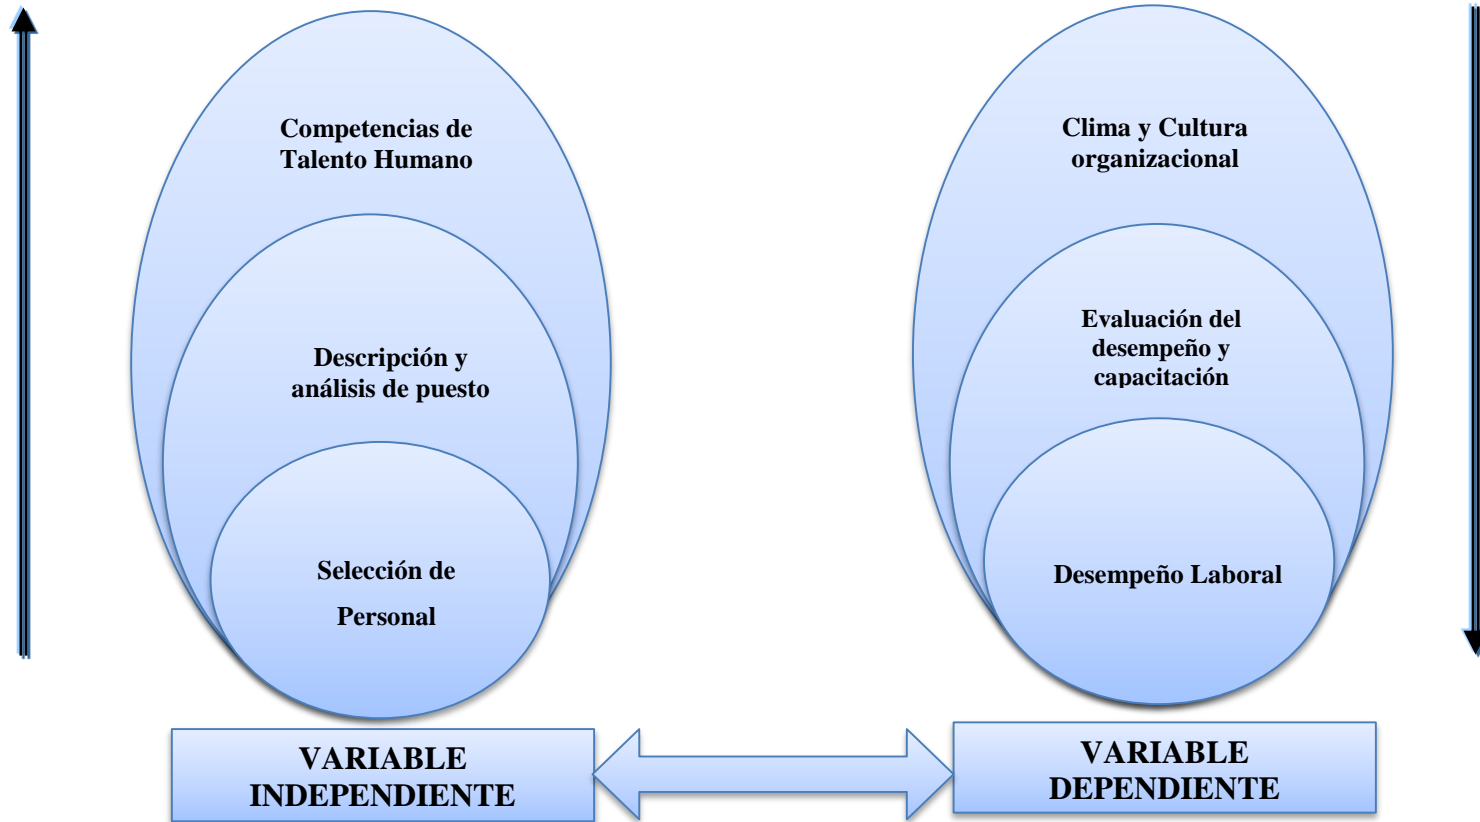 Competencias de
Talento Humano
Descripción y
análisis de puesto
Selección de
Personal
VARIABLE
INDEPENDIENTE
Clima y Cultura
organizacional
Evaluación del
desempeño y
capacitación
Desempeño Laboral
VARIABLE
DEPENDIENTE